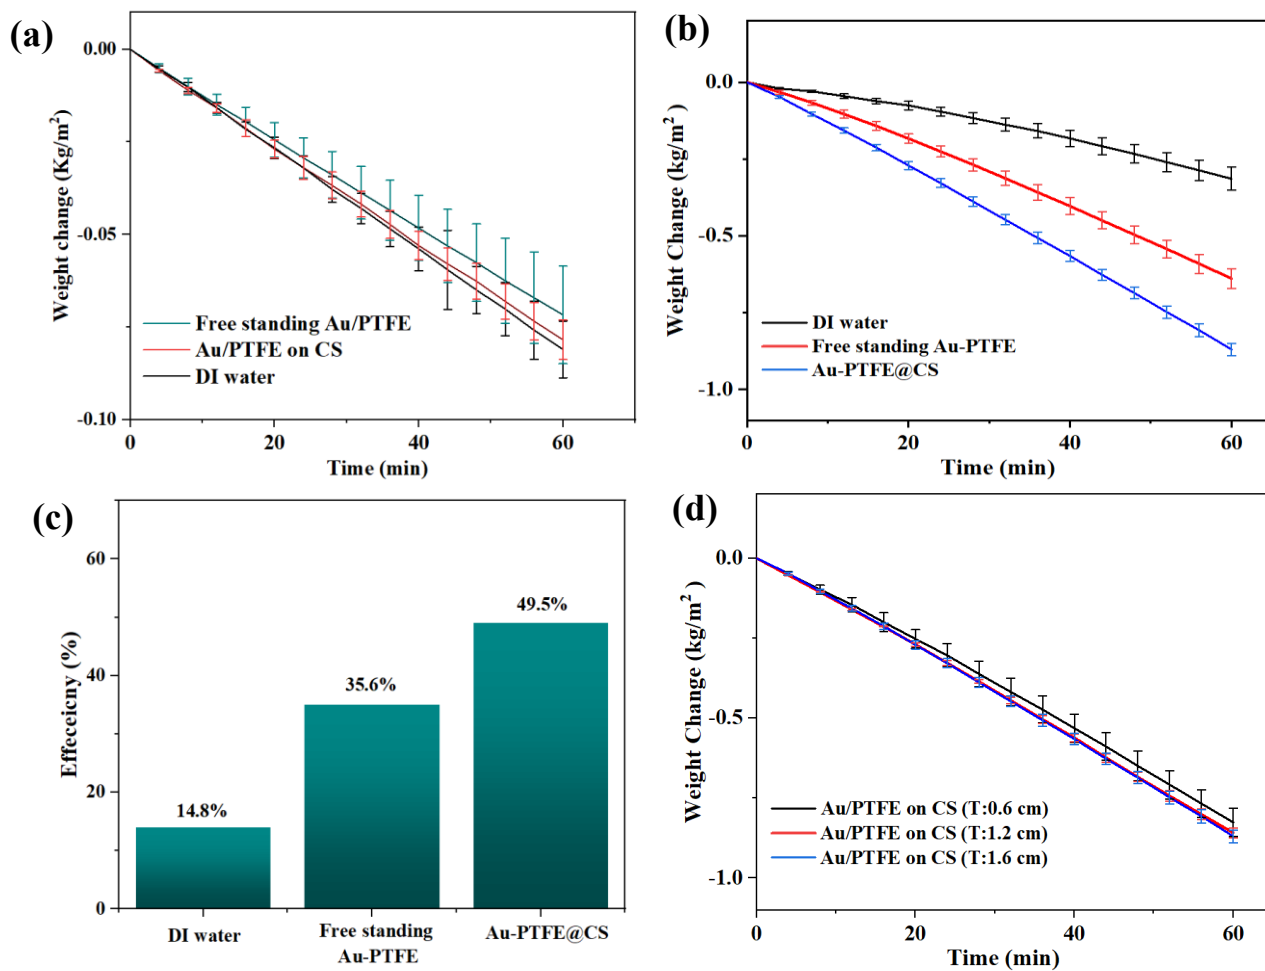 (a)
0.00
-0.05
-0.10
Weight change (Kg/m²)
Free standing Au/PTFE
Au/PTFE on CS
DI water
0 20 40 60
Time (min)
(b)
0.0
-0.5
-1.0
Weight Change (kg/m² )
DI water
Free standing Au-PTFE
Au-PTFE@CS
0 20 40 60
Time (min)
(c)
60
40
20
0
Effeceicny (%)
14.8%
35.6%
49.5%
DI water
Free standing
Au-PTFE
Au-PTFE@CS
(d)
0.0
-0.5
-1.0
Weight Change (kg/m² )
Au/PTFE on CS (T:0.6 cm)
Au/PTFE on CS (T:1.2 cm)
Au/PTFE on CS (T:1.6 cm)
0 20 40 60
Time (min)